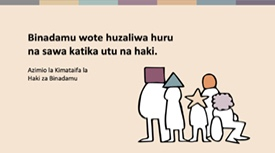 Binadamu wote huzaliwa huru
na sawa katika utu na haki.
Azimio la Kimataifa la
Haki za Binadamu